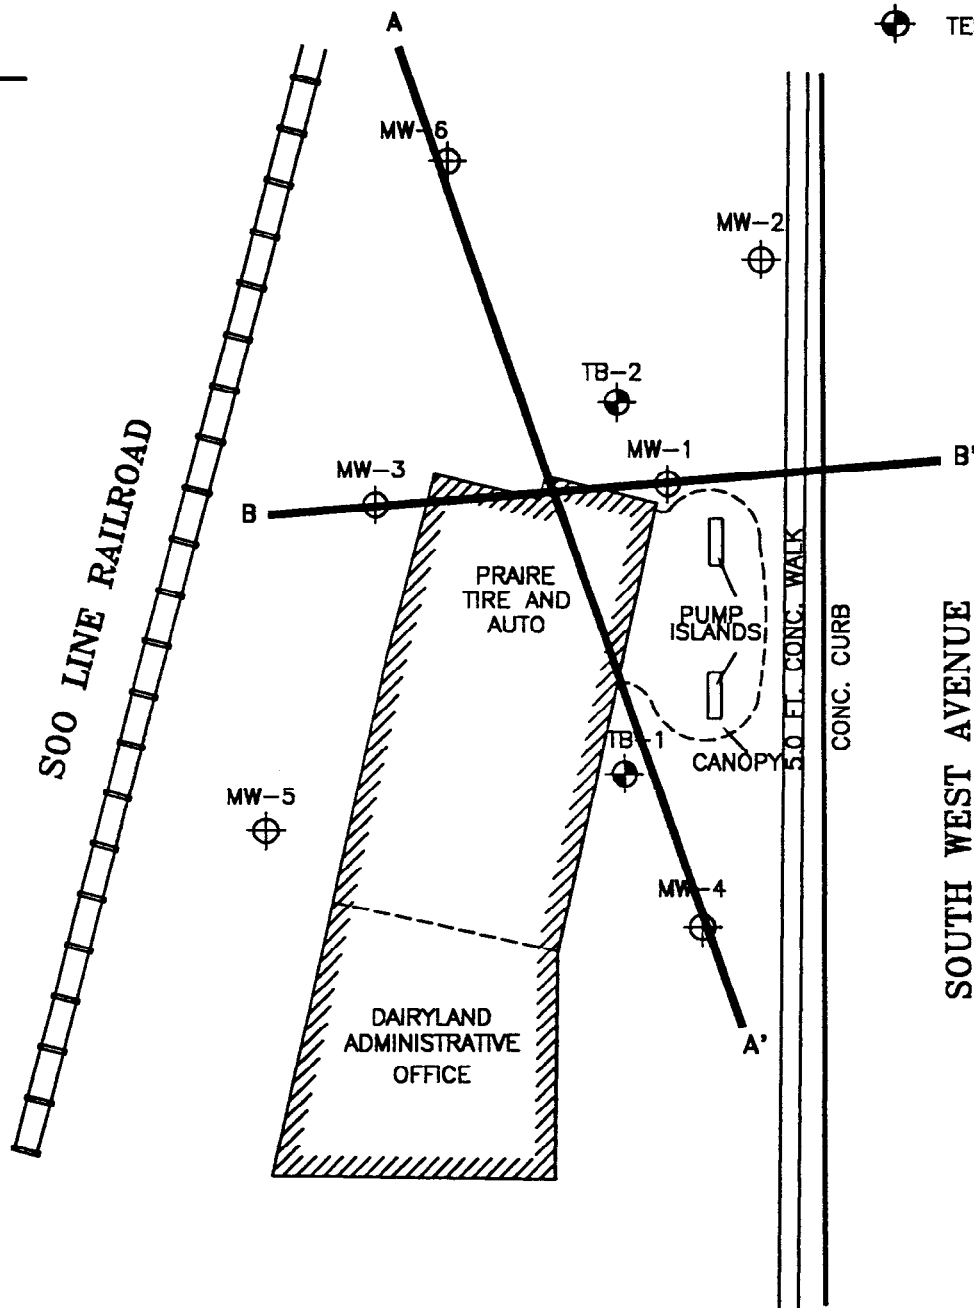 A
TE
MW-6
MW-2
TB-2
MW-1
B'
MW-3
B
SOO LINE RAILROAD
PRAIRE
TIRE AND
AUTO
PUMP
ISLANDS
5.0 FT. CONC. WALK
CONC. CURB
SOUTH WEST AVENUE
TB-1
CANOPY
MW-5
MW-4
DAIRYLAND
ADMINISTRATIVE
OFFICE
A'